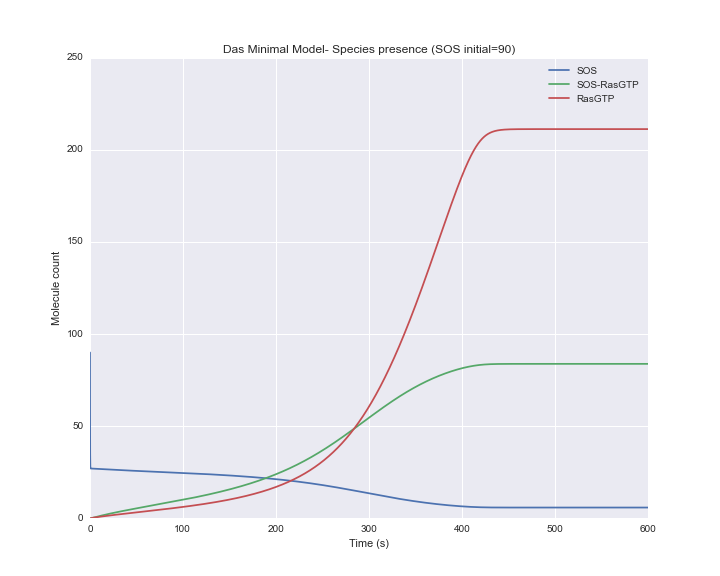 Das Minimal Model- Species presence (SOS initial=90)
250
200
150
100
50
0
Molecule count
SOS
SOS-RasGTP
RasGTP
0 100 200 300 400 500 600
Time (s)